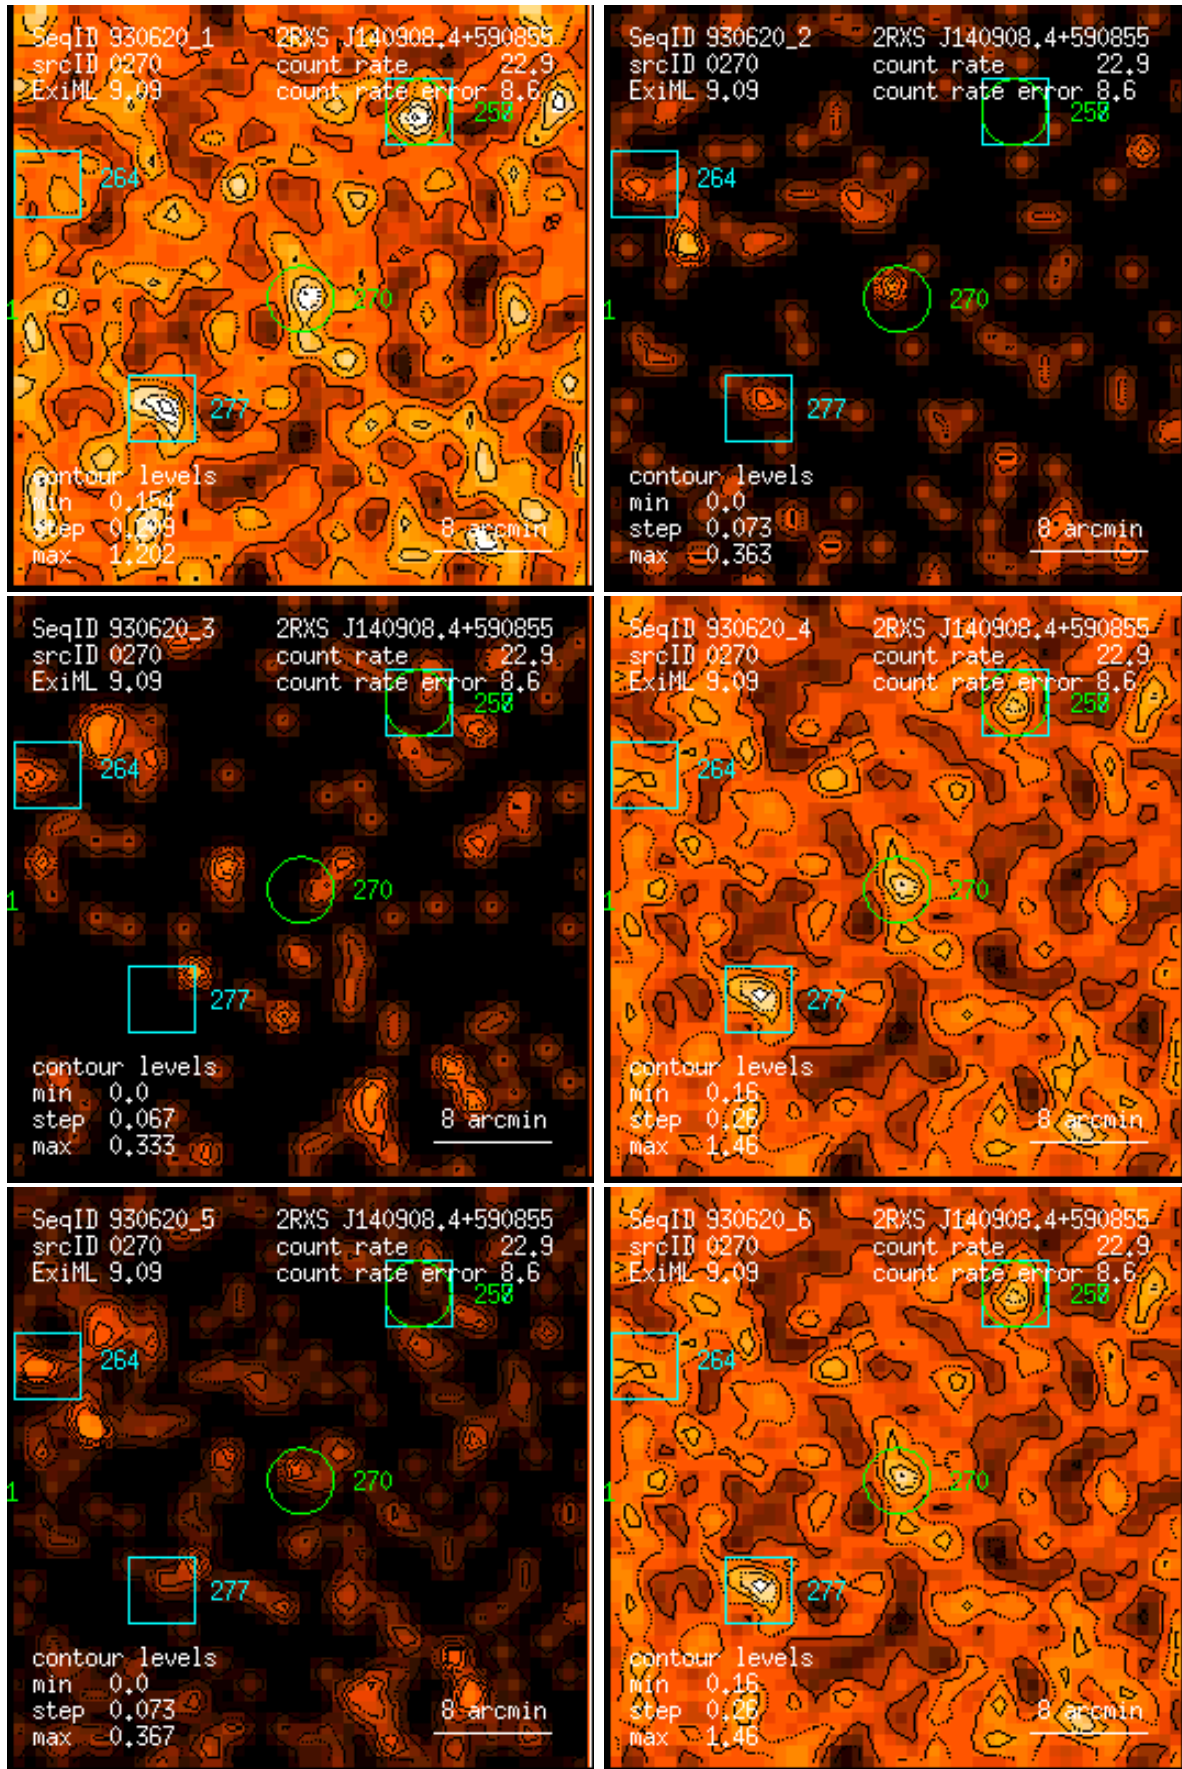 SeqID 930620_1 2RXS J140908.4+590855
srcID 0270 count rate 22.9
ExiML 9.09 count rate error 8.6
264
270
1
277
contour levels
min 0.154
max 1.202
8 arcmin
SeqID 930620_2 2RXS J140908.4+590855
srcID 0270 count rate 22.9
ExiML 9.09 count rate error 8.6
264
270
1
277
contour levels
min 0.0
step 0.073
max 0.363
8 arcmin
SeqID 930620_3 2RXS J140908.4+590855
srcID 0270 count rate 22.9
ExiML 9.09 count rate error 8.6
264
270
1
277
contour levels
min 0.0
step 0.067
max 0.333
8 arcmin
SeqID 930620_4 2RXS J140908.4+590855
srcID 0270 count rate 22.9
ExiML 9.09 count rate error 8.6
264
270
1
277
contour levels
min 0.16
step 0.26
max 1.46
8 arcmin
SeqID 930620_5 2RXS J140908.4+590855
srcID 0270 count rate 22.9
ExiML 9.09 count rate error 8.6
264
270
1
277
contour levels
min 0.0
step 0.073
max 0.367
8 arcmin
SeqID 930620_6 2RXS J140908.4+590855
srcID 0270 count rate 22.9
ExiML 9.09 count rate error 8.6
264
270
1
277
contour levels
min 0.16
step 0.26
max 1.46
8 arcmin